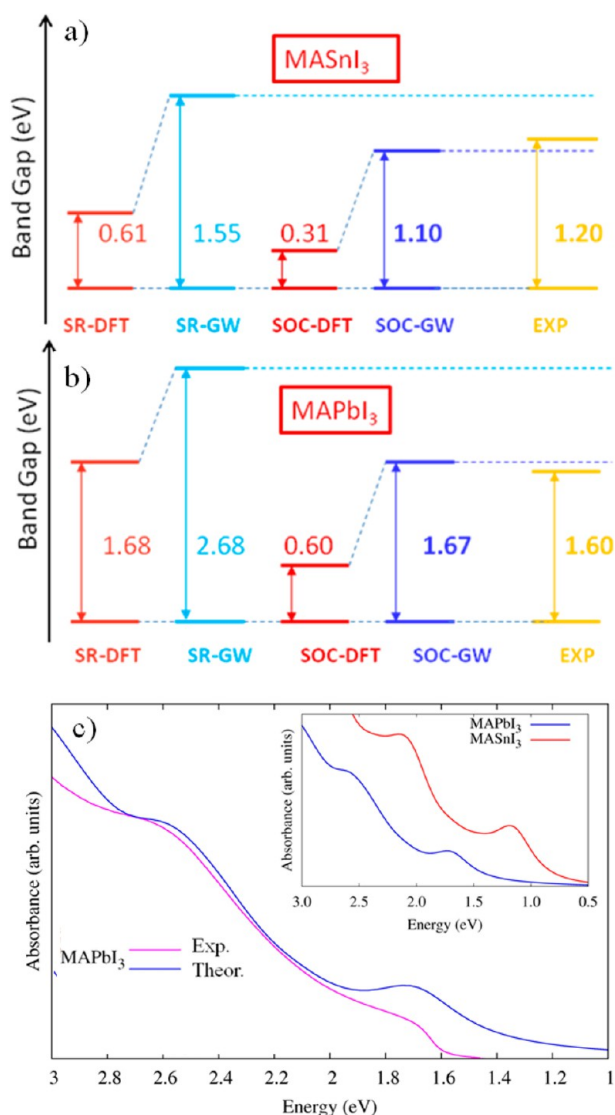 a)
MASnI3
Band Gap (eV)
0.61 1.55 0.31 1.10 1.20
SR-DFT SR-GW SOC-DFT SOC-GW EXP
b)
MAPbI3
Band Gap (eV)
1.68 2.68 0.60 1.67 1.60
SR-DFT SR-GW SOC-DFT SOC-GW EXP
c)
Absorbance (arb. units)
MAPbI3
Exp.
Theor.
3 2.8 2.6 2.4 2.2 2 1.8 1.6 1.4 1.2 1
Energy (eV)
MAPbI3
MASnI3
Absorbance (arb. units)
3.0 2.5 2.0 1.5 1.0 0.5
Energy (eV)